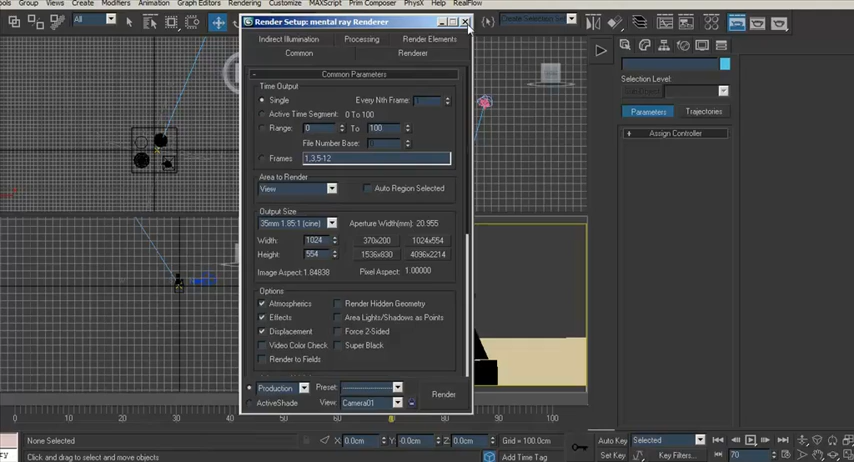 ols Group Views Create Modifiers Animation Graph Editors Rendering Customize MAXScript Prim Composer PhysX Help RealFlow
All
Create Selection Se
Render Setup: mental ray Renderer
Indirect Illumination Processing Render Elements
Common Renderer
- Common Parameters
Time Output
Single Every Nth Frame:
Active Time Segment: 0 To 100
Range: 0 To 100
File Number Base:
Frames 1,3,5-12
Area to Render
View Auto Region Selected
Output Size
35mm 1.85:1 (cine) Aperture Width(mm): 20.955
Width: 1024 370x200 1024x554
Height: 554 1536x830 4096x2214
Image Aspect: 1.84838 Pixel Aspect: 1.00000
Options
Atmospherics Render Hidden Geometry
Effects Area Lights/Shadows as Points
Displacement Force 2-Sided
Video Color Check Super Black
Render to Fields
Production Preset: ---
ActiveShade View: Camera01
Render
Selection Level:
Sub-Object
Parameters Trajectories
+ Assign Controller
0 10 20 30 40 50 60 70 80 90 100
None Selected X: 0.0cm Y: -0.0cm Z: 0.0cm Grid = 100.0cm
Click and drag to select and move objects Add Time Tag
Auto Key Selected
Set Key Key Filters... 70